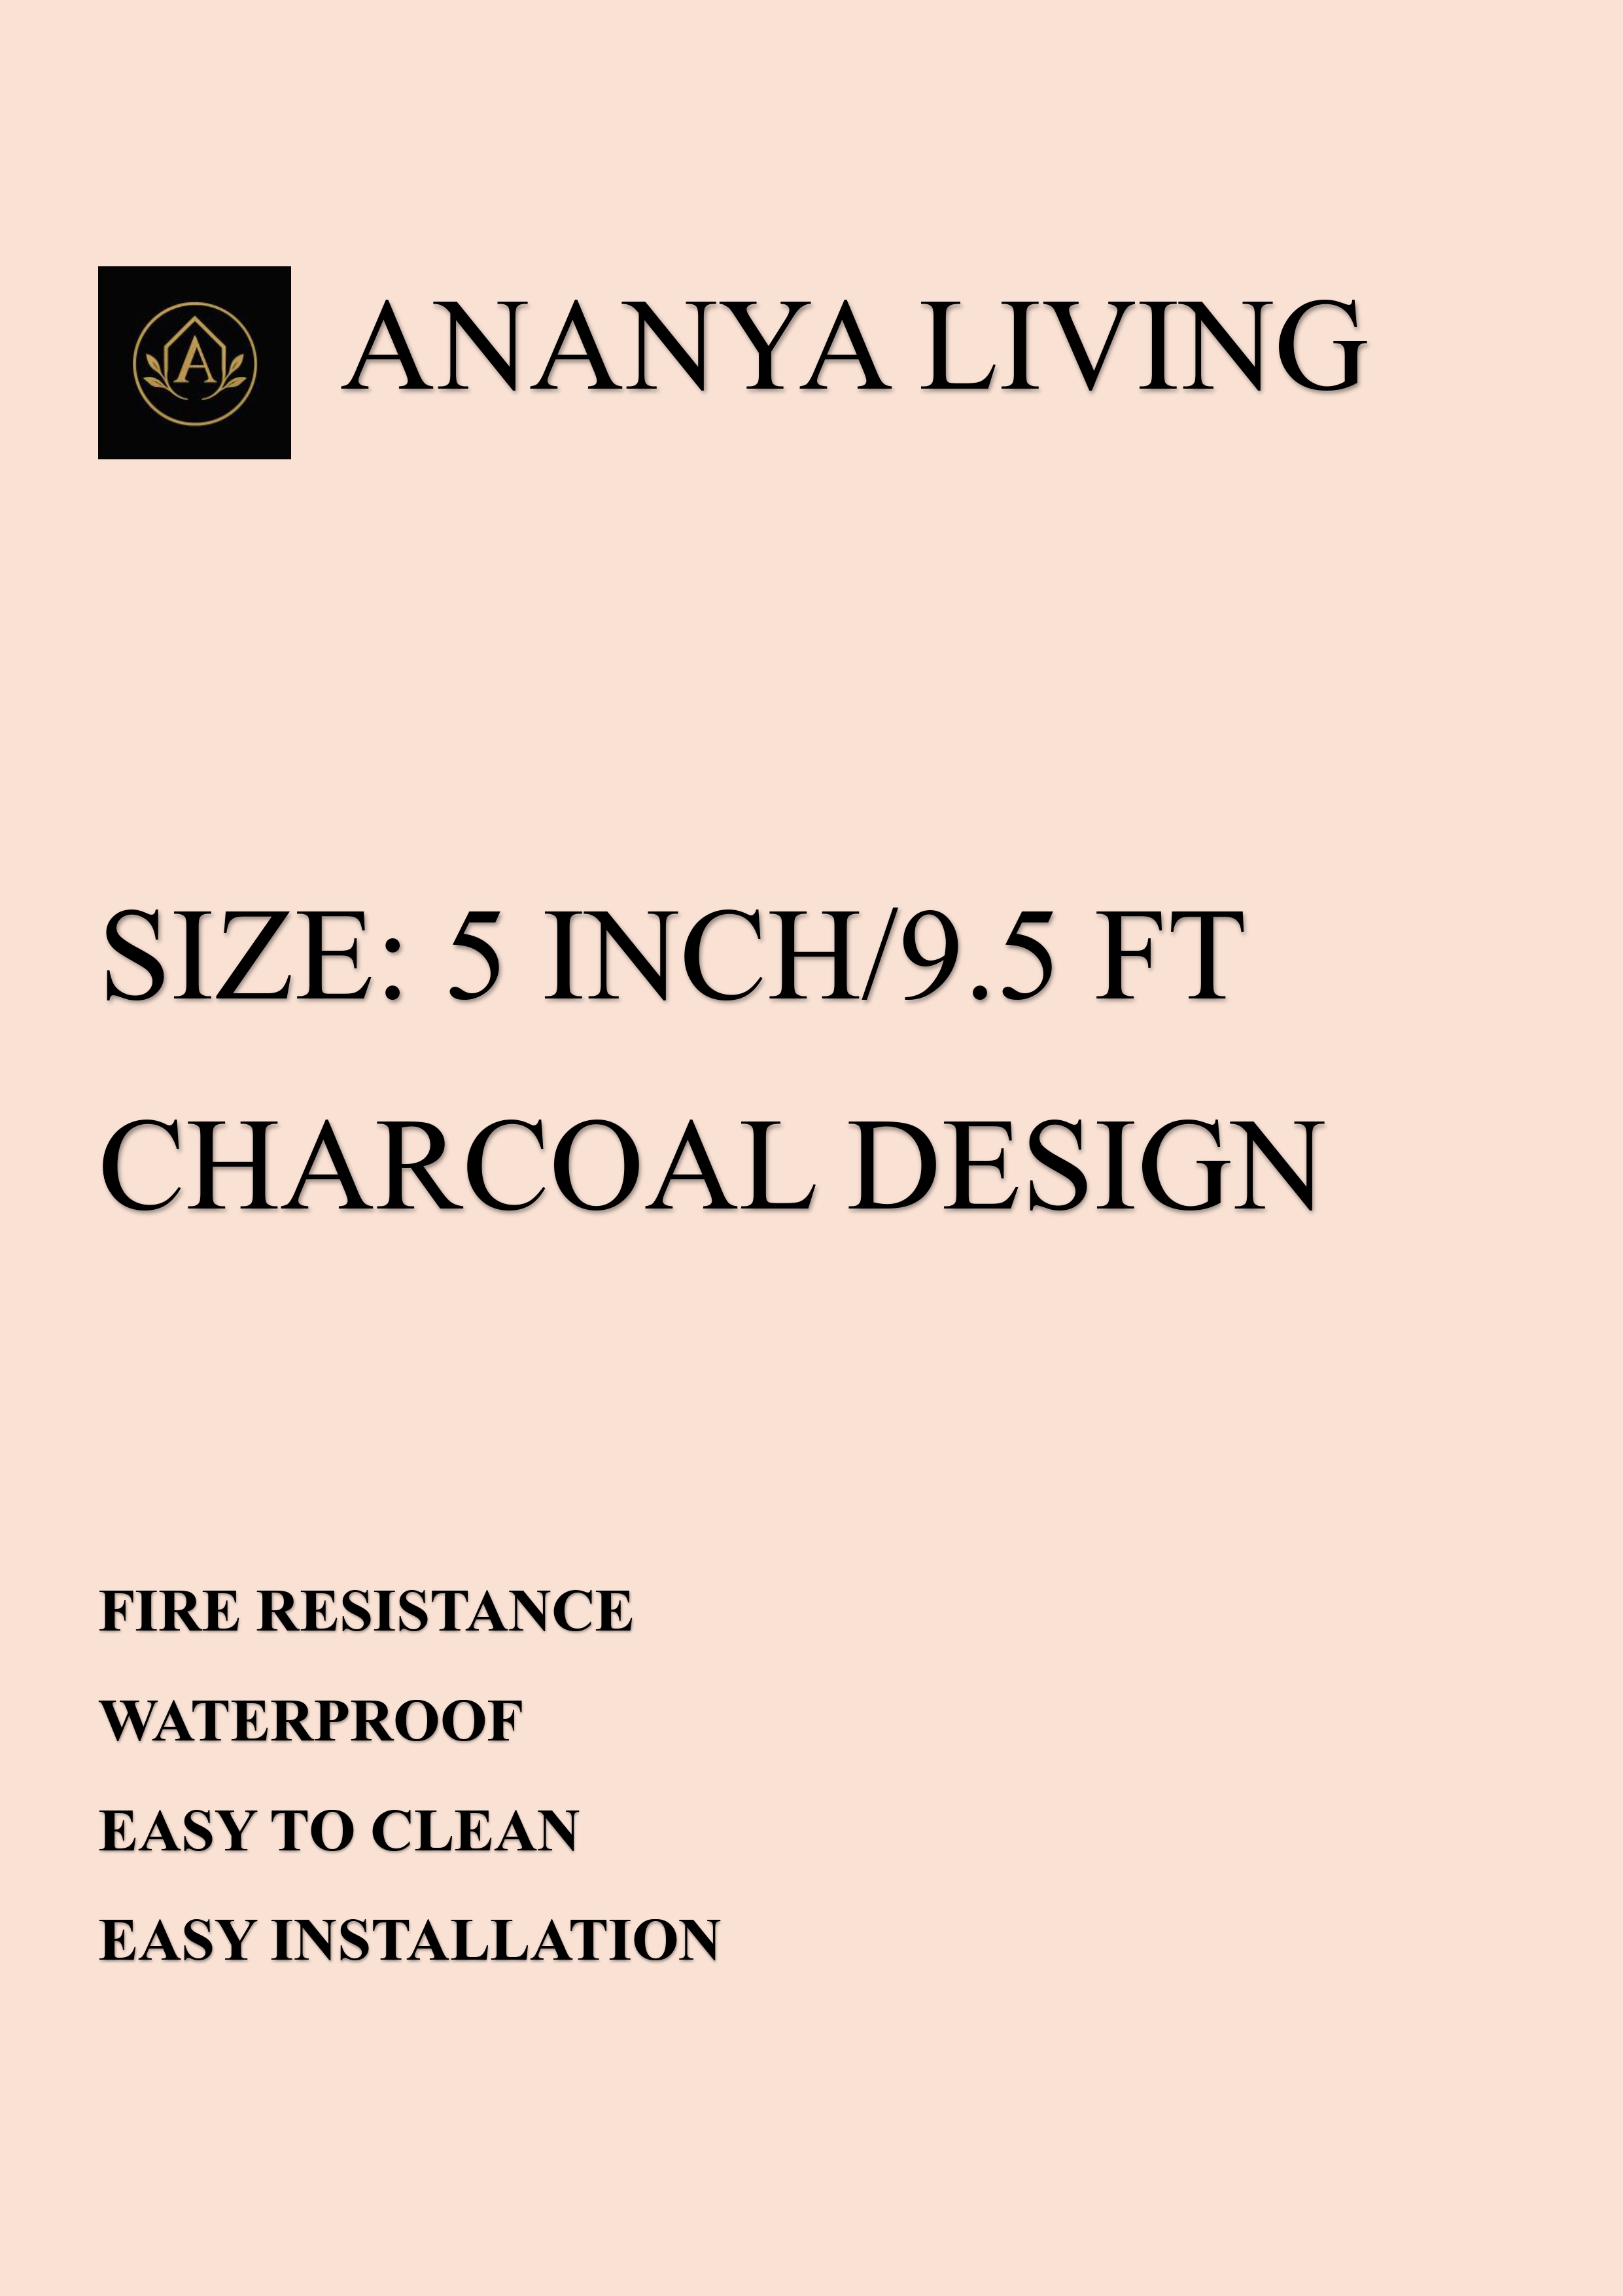 A
ANANYA LIVING
SIZE: 5 INCH/9.5 FT
CHARCOAL DESIGN
FIRE RESISTANCE
WATERPROOF
EASY TO CLEAN
EASY INSTALLATION